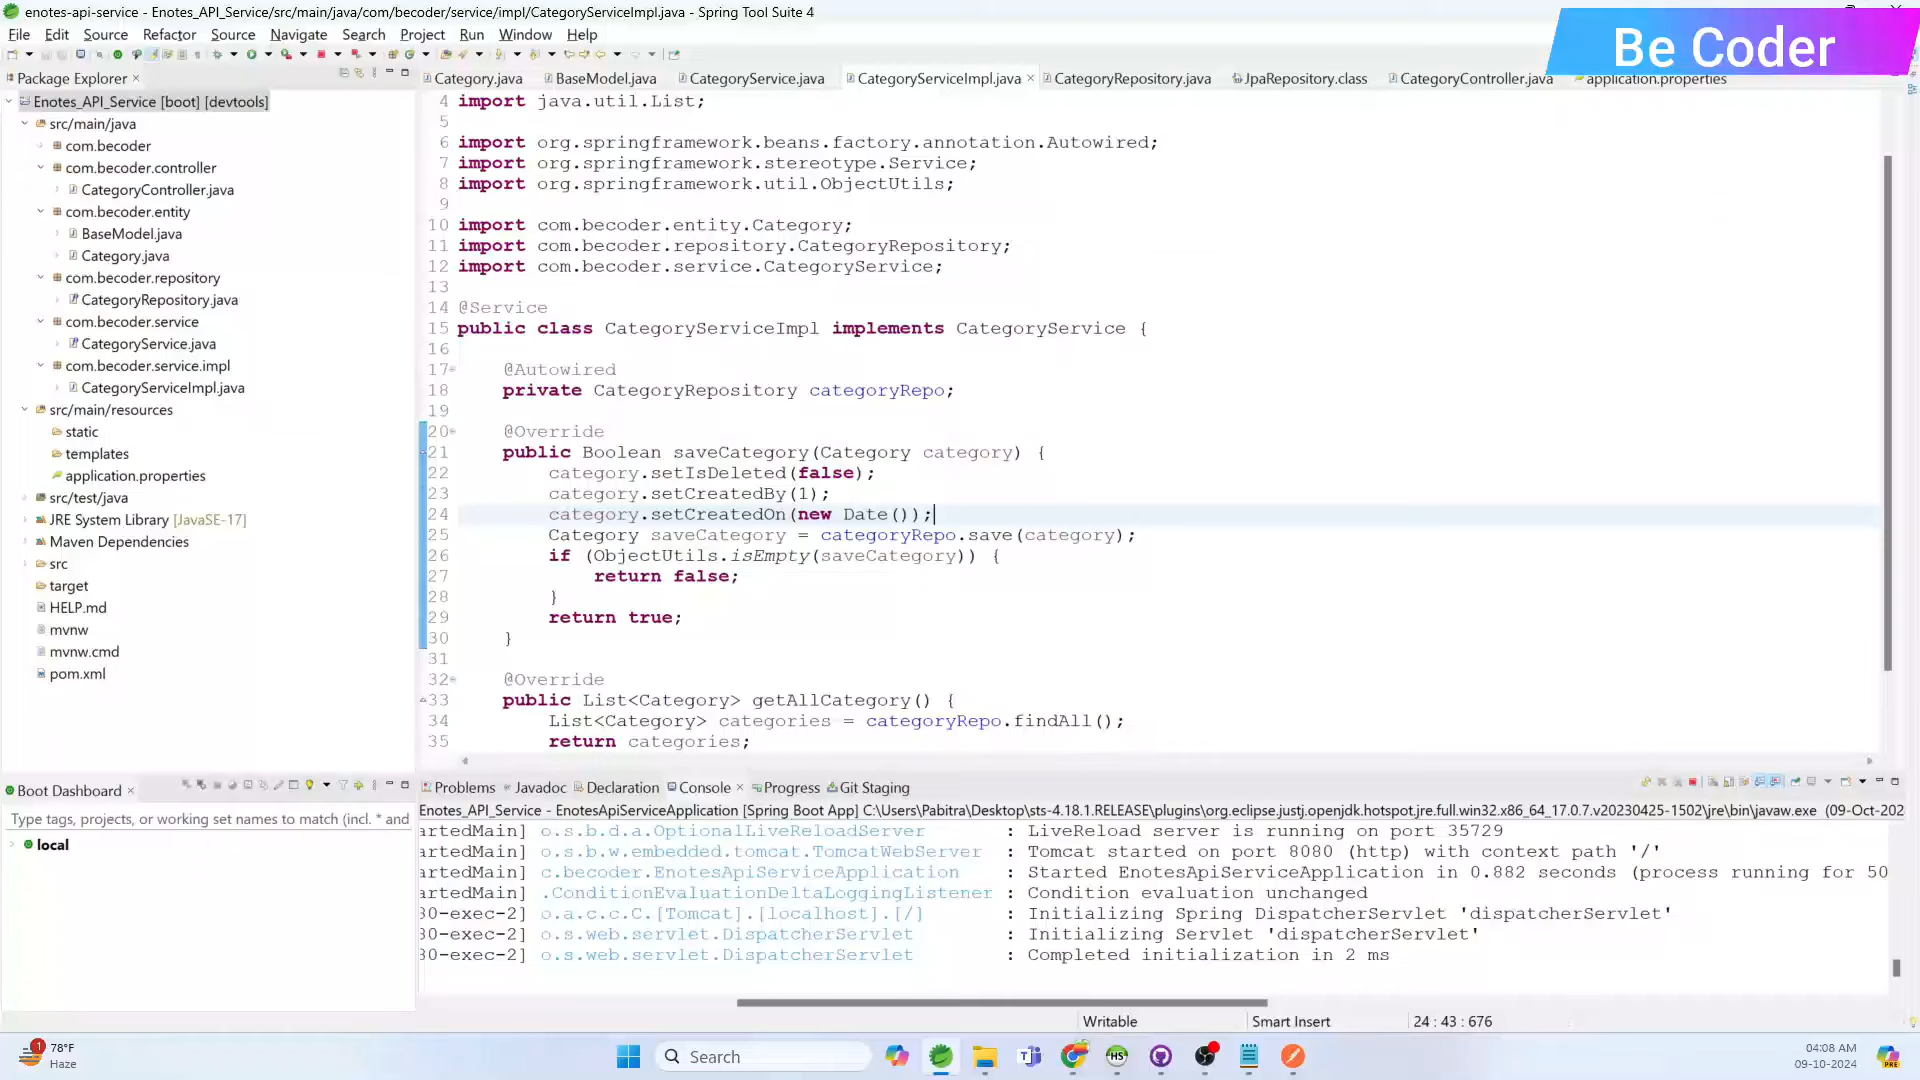 enotes-api-service - Enotes_API_Service/src/main/java/com/becoder/service/impl/CategoryServiceImpl.java - Spring Tool Suite 4
File Edit Source Refactor Source Navigate Search Project Run Window Help
Be Coder
Package Explorer
Category.java BaseModel.java CategoryService.java CategoryServiceImpl.java CategoryRepository.java JpaRepository.class CategoryController.java application.properties
Enotes_API_Service [boot] [devtools]
src/main/java
com.becoder
com.becoder.controller
CategoryController.java
com.becoder.entity
BaseModel.java
Category.java
com.becoder.repository
CategoryRepository.java
com.becoder.service
CategoryService.java
com.becoder.service.impl
CategoryServiceImpl.java
src/main/resources
static
templates
application.properties
src/test/java
JRE System Library [JavaSE-17]
Maven Dependencies
src
target
HELP.md
mvnw
mvnw.cmd
pom.xml
4 import java.util.List;
5
6 import org.springframework.beans.factory.annotation.Autowired;
7 import org.springframework.stereotype.Service;
8 import org.springframework.util.ObjectUtils;
9
10 import com.becoder.entity.Category;
11 import com.becoder.repository.CategoryRepository;
12 import com.becoder.service.CategoryService;
13
14 @Service
15 public class CategoryServiceImpl implements CategoryService {
16
17 @Autowired
18 private CategoryRepository categoryRepo;
19
20 @Override
21 public Boolean saveCategory(Category category) {
22 category.setIsDeleted(false);
23 category.setCreatedBy(1);
24 category.setCreatedOn(new Date());
25 Category saveCategory = categoryRepo.save(category);
26 if (ObjectUtils.isEmpty(saveCategory)) {
27 return false;
28 }
29 return true;
30 }
31
32 @Override
33 public List<Category> getAllCategory() {
34 List<Category> categories = categoryRepo.findAll();
35 return categories;
Boot Dashboard
Type tags, projects, or working set names to match (incl. * and
local
Problems Javadoc Declaration Console Progress Git Staging
Enotes_API_Service - EnotesApiServiceApplication [Spring Boot App] C:\Users\Pabitra\Desktop\sts-4.18.1.RELEASE\plugins\org.eclipse.justj.openjdk.hotspot.jre.full.win32.x86_64_17.0.7.v20230425-1502\jre\bin\javaw.exe (09-Oct-202
artedMain] o.s.b.d.a.OptionalLiveReloadServer : LiveReload server is running on port 35729
artedMain] o.s.b.w.embedded.tomcat.TomcatWebServer : Tomcat started on port 8080 (http) with context path '/'
artedMain] c.becoder.EnotesApiServiceApplication : Started EnotesApiServiceApplication in 0.882 seconds (process running for 50
artedMain] .ConditionEvaluationDeltaLoggingListener : Condition evaluation unchanged
80-exec-2] o.a.c.c.C.[Tomcat].[localhost].[/] : Initializing Spring DispatcherServlet 'dispatcherServlet'
80-exec-2] o.s.web.servlet.DispatcherServlet : Initializing Servlet 'dispatcherServlet'
80-exec-2] o.s.web.servlet.DispatcherServlet : Completed initialization in 2 ms
Writable Smart Insert 24 : 43 : 676
1
78°F
Haze
Search
04:08 AM
09-10-2024